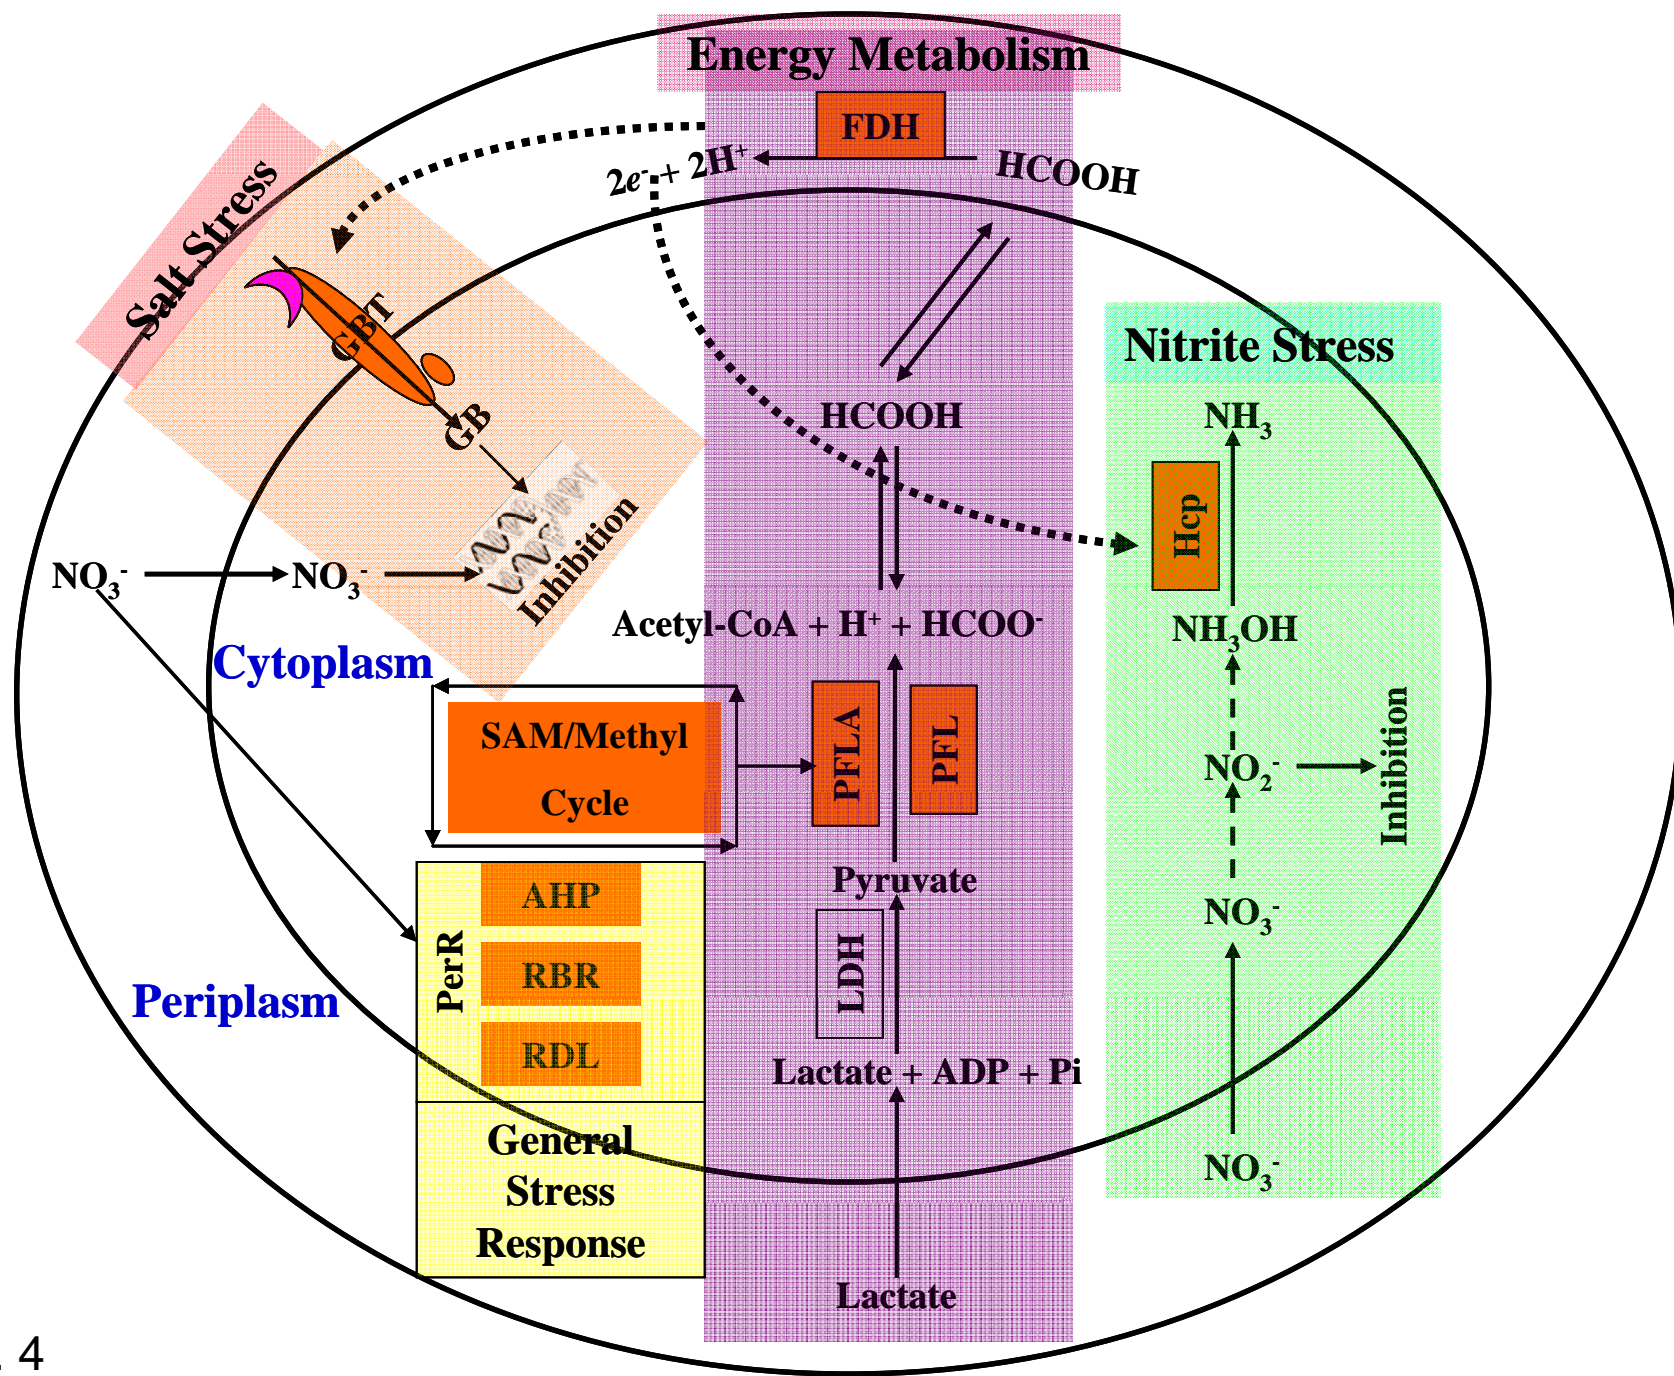 Energy Metabolism
FDH
2e⁻ + 2H⁺
HCOOH
Salt Stress
GBT
GB
Inhibition
Nitrite Stress
NH₃
HCOOH
Hcp
NO₃⁻
NO₃⁻
Acetyl-CoA + H⁺ + HCOO⁻
NH₃OH
Cytoplasm
SAM/Methyl
Cycle
PFLA
PFL
NO₂⁻
Inhibition
Pyruvate
AHP
PerR
RBR
RDL
LDH
NO₃⁻
Periplasm
Lactate + ADP + Pi
General
Stress
Response
NO₃⁻
Lactate
. 4